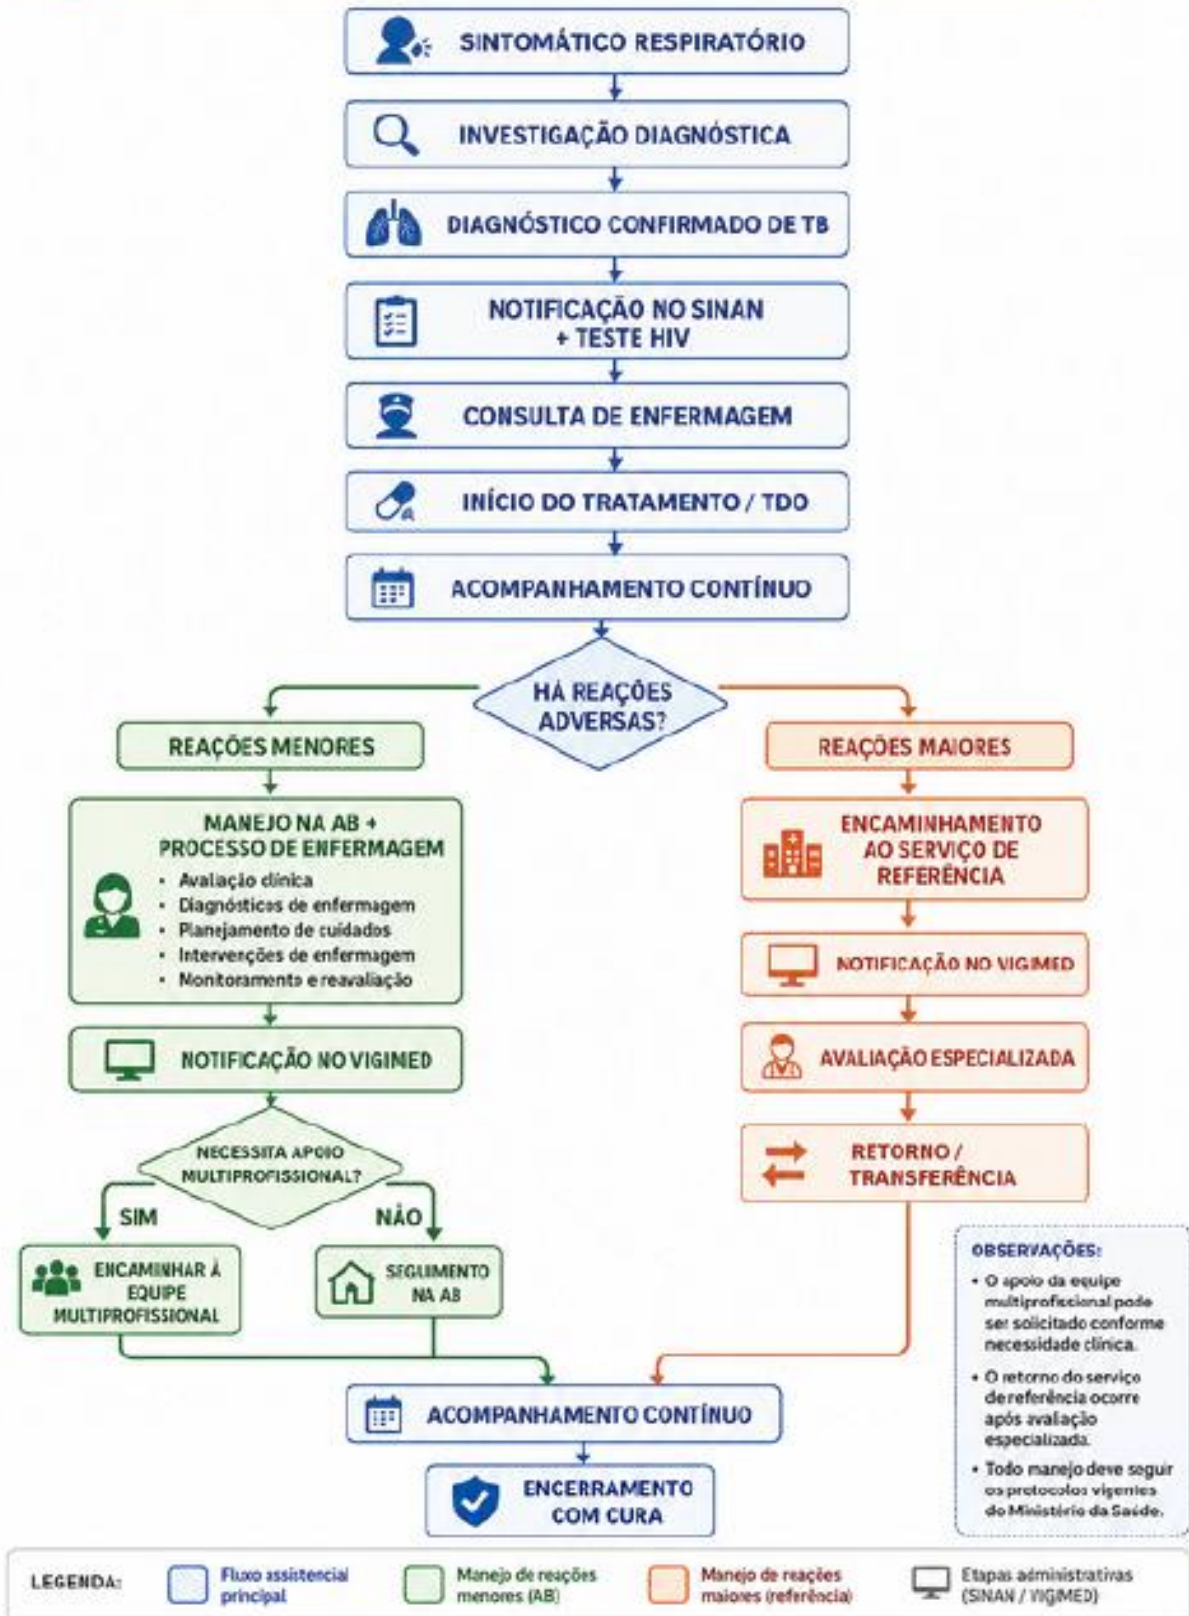 SINTOMÁTICO RESPIRATÓRIO
INVESTIGAÇÃO DIAGNÓSTICA
DIAGNÓSTICO CONFIRMADO DE TB
NOTIFICAÇÃO NO SINAN
+ TESTE HIV
CONSULTA DE ENFERMAGEM
INÍCIO DO TRATAMENTO / TDO
ACOMPANHAMENTO CONTÍNUO
HÁ REAÇÕES
ADVERSAS?
REAÇÕES MENORES
MANEJO NA AB +
PROCESSO DE ENFERMAGEM
• Avaliação clínica
• Diagnósticos de enfermagem
• Planejamento de cuidados
• Intervenções de enfermagem
• Monitoramento e reavaliação
NOTIFICAÇÃO NO VIGIMED
NECESSITA APOIO
MULTIPROFISSIONAL?
SIM
NÃO
ENCAMINHAR À
EQUIPE
MULTIPROFISSIONAL
SEGUIMENTO
NA AB
REAÇÕES MAIORES
ENCAMINHAMENTO
AO SERVIÇO DE
REFERÊNCIA
NOTIFICAÇÃO NO VIGIMED
AVALIAÇÃO ESPECIALIZADA
RETORNO /
TRANSFERÊNCIA
OBSERVAÇÕES:
• O apoio da equipe
multiprofissional pode
ser solicitado conforme
necessidade clínica.
• O retorno do serviço
de referência ocorre
após avaliação
especializada.
• Todo manejo deve seguir
os protocolos vigentes
do Ministério da Saúde.
ACOMPANHAMENTO CONTÍNUO
ENCERRAMENTO
COM CURA
LEGENDA:
Fluxo assistencial
principal
Manejo de reações
menores (AB)
Manejo de reações
maiores (referência)
Etapas administrativas
(SINAN / VIGIMED)